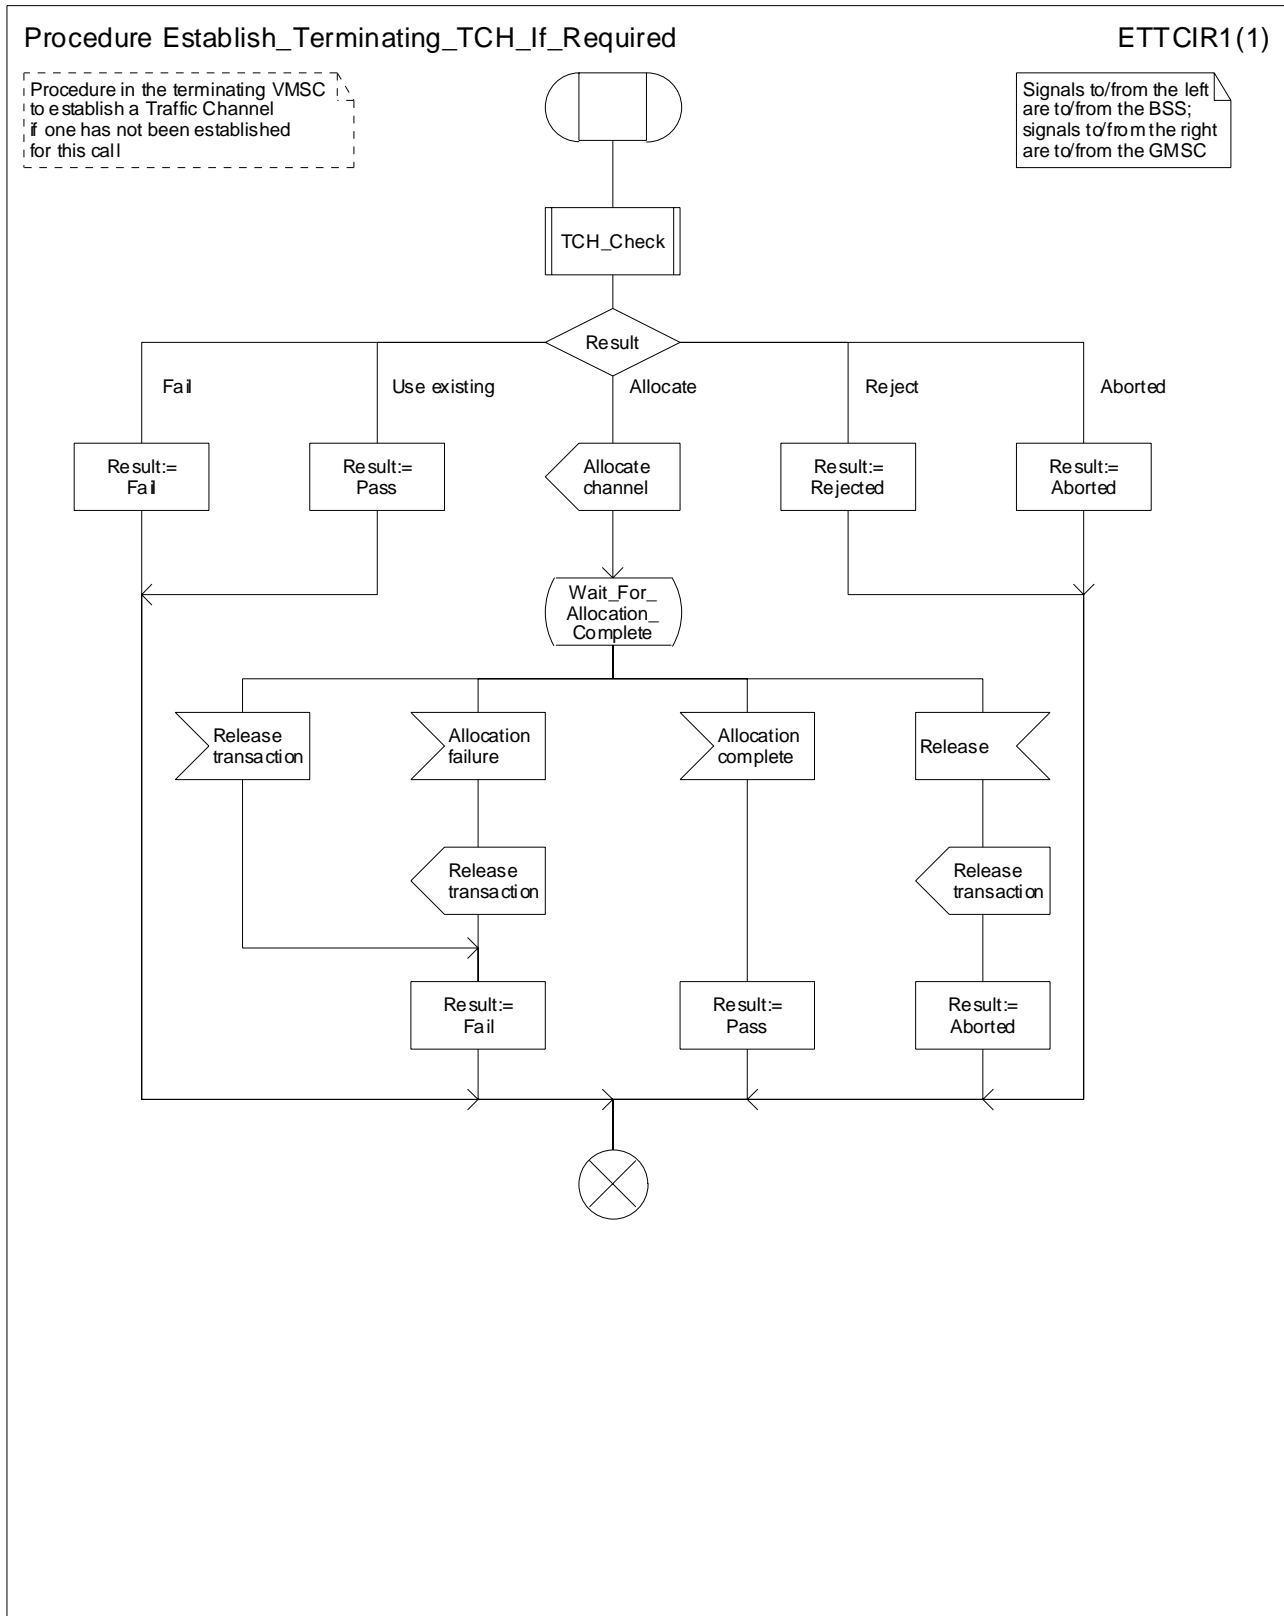 Procedure Establish_Terminating_TCH_If_Required
ETTCIR1(1)
Procedure in the terminating VMSC
to establish a Traffic Channel
if one has not been established
for this call
Signals to/from the left
are to/from the BSS;
signals to/from the right
are to/from the GMSC
TCH_Check
Result
Fail
Use existing
Allocate
Reject
Aborted
Result:=
Fail
Result:=
Pass
Allocate
channel
Result:=
Rejected
Result:=
Aborted
Wait_For_
Allocation_
Complete
Release
transaction
Allocation
failure
Allocation
complete
Release
Release
transaction
Release
transaction
Result:=
Fail
Result:=
Pass
Result:=
Aborted